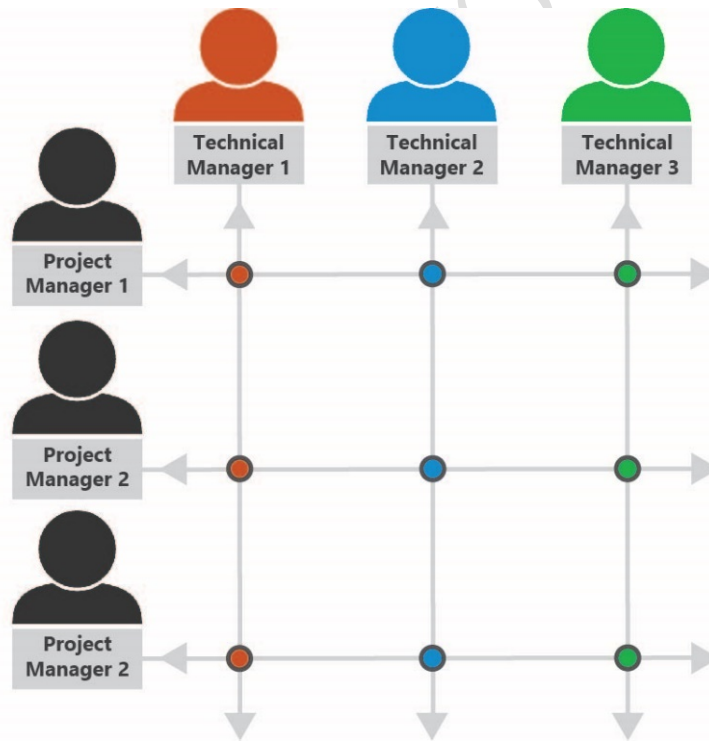 Technical
Manager 1
Technical
Manager 2
Technical
Manager 3
Project
Manager 1
Project
Manager 2
Project
Manager 2